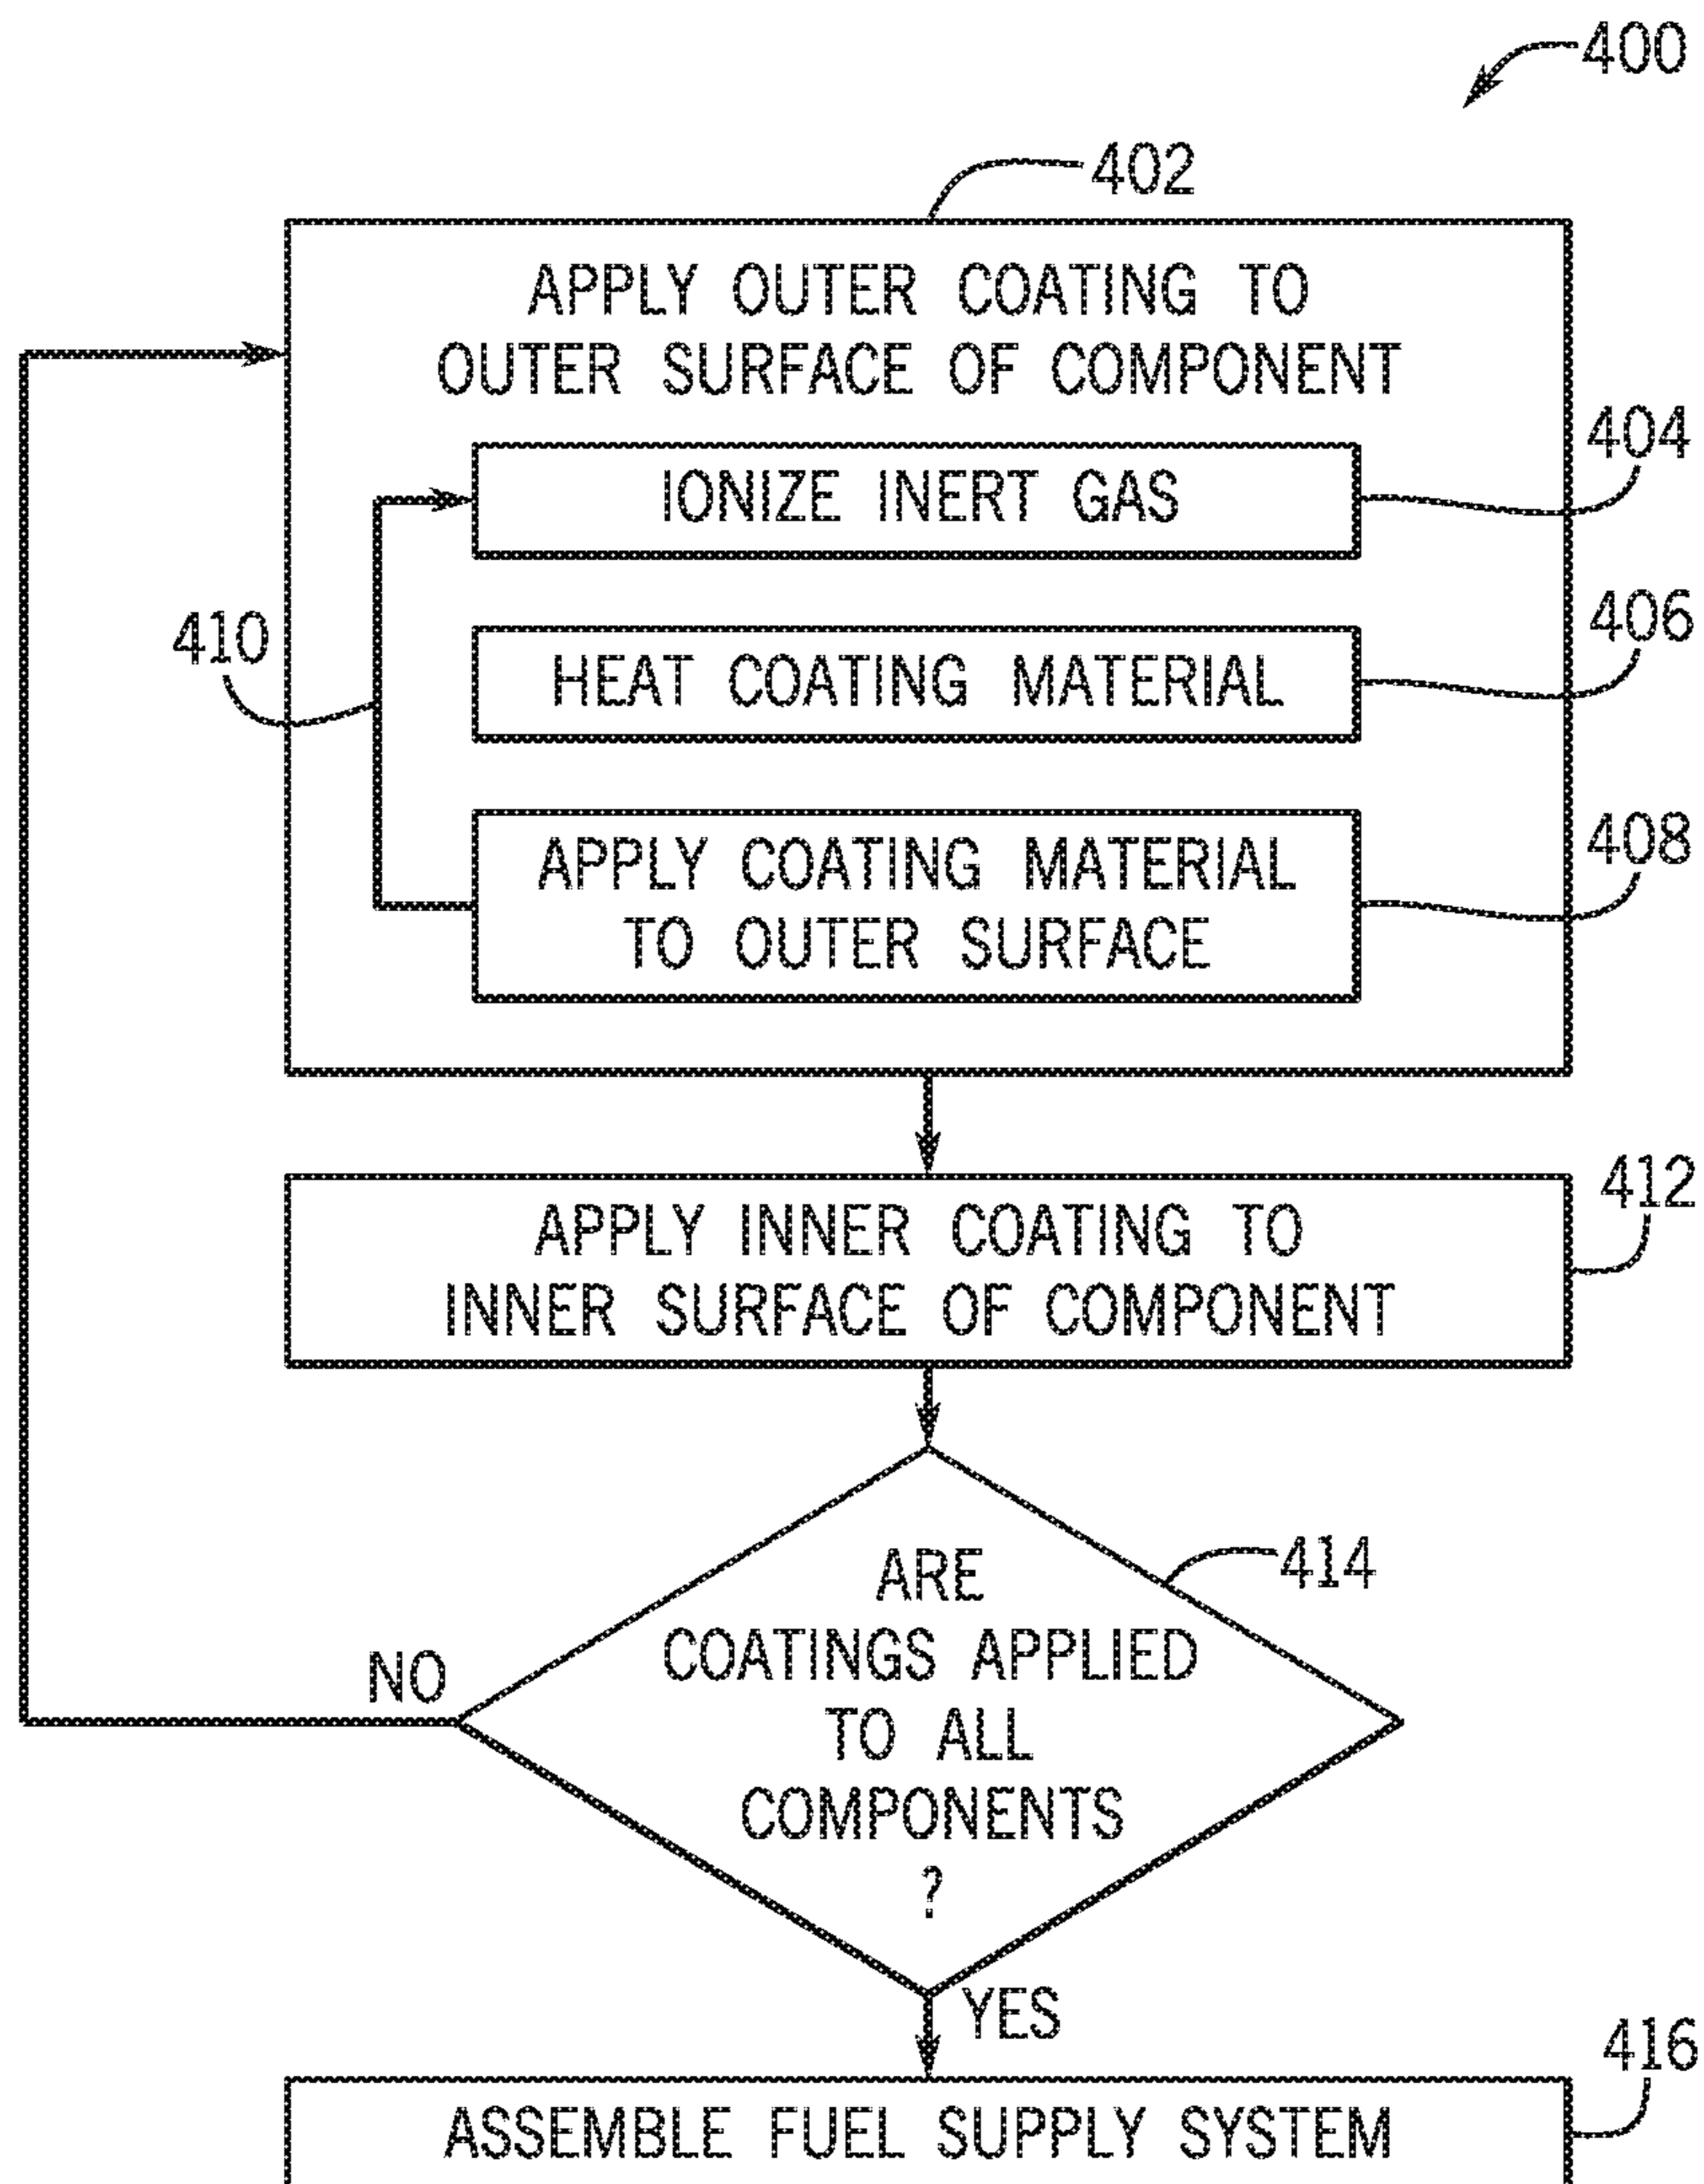 400
402
APPLY OUTER COATING TO
OUTER SURFACE OF COMPONENT
404
IONIZE INERT GAS
406
410
HEAT COATING MATERIAL
408
APPLY COATING MATERIAL
TO OUTER SURFACE
412
APPLY INNER COATING TO
INNER SURFACE OF COMPONENT
414
ARE
COATINGS APPLIED
TO ALL
COMPONENTS
?
NO
YES
416
ASSEMBLE FUEL SUPPLY SYSTEM